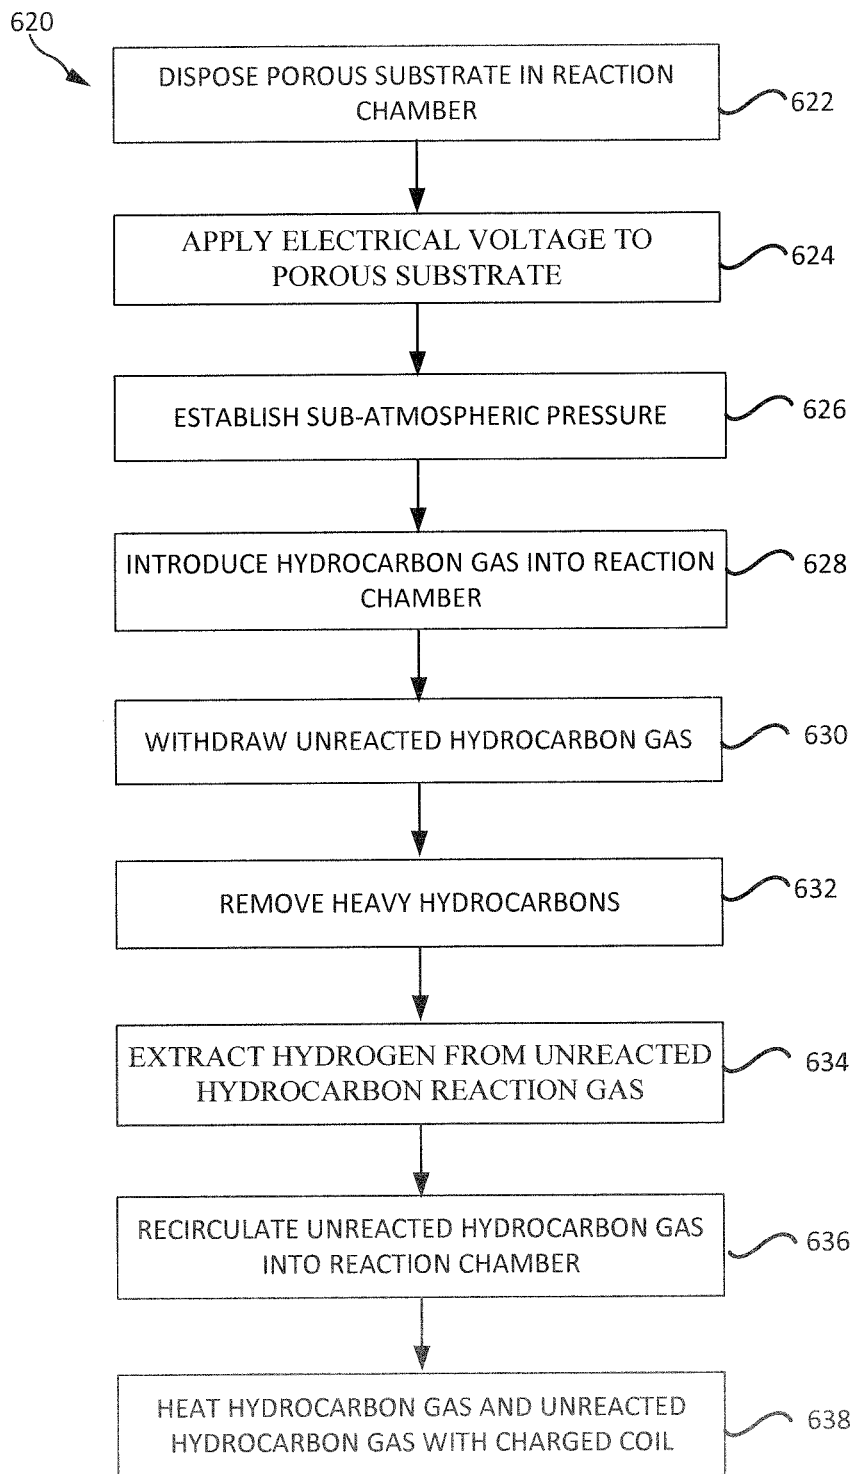 620
DISPOSE POROUS SUBSTRATE IN REACTION
CHAMBER
622
APPLY ELECTRICAL VOLTAGE TO
POROUS SUBSTRATE
624
ESTABLISH SUB-ATMOSPHERIC PRESSURE
626
INTRODUCE HYDROCARBON GAS INTO REACTION
CHAMBER
628
WITHDRAW UNREACTED HYDROCARBON GAS
630
REMOVE HEAVY HYDROCARBONS
632
EXTRACT HYDROGEN FROM UNREACTED
HYDROCARBON REACTION GAS
634
RECIRCULATE UNREACTED HYDROCARBON GAS
INTO REACTION CHAMBER
636
HEAT HYDROCARBON GAS AND UNREACTED
HYDROCARBON GAS WITH CHARGED COIL
638